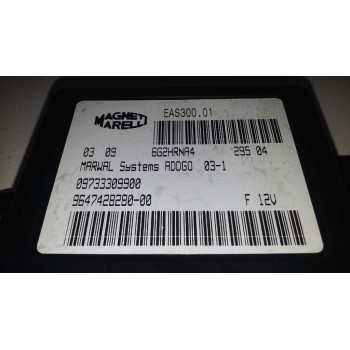 MAGNETI
MARELLI
EAS300.01
03 09 6G2HRNA4 295 04
MARWAL Systems ADDGO 03-1
09733309900
9647428280-00 F 12V